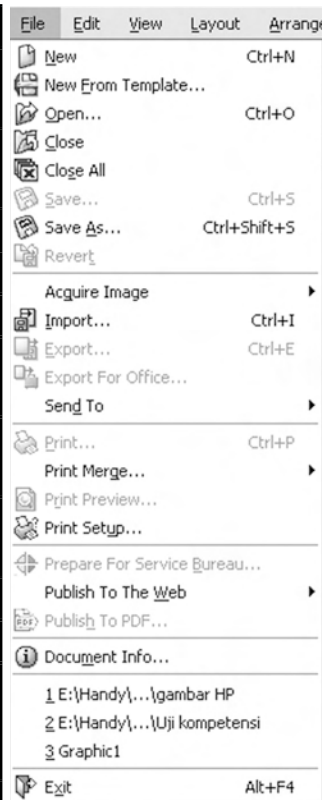 File Edit View Layout Arrange
New Ctrl+N
New From Template...
Open... Ctrl+O
Close
Close All
Save... Ctrl+S
Save As... Ctrl+Shift+S
Revert
Acquire Image
Import... Ctrl+I
Export... Ctrl+E
Export For Office...
Send To
Print... Ctrl+P
Print Merge...
Print Preview...
Print Setup...
Prepare For Service Bureau...
Publish To The Web
Publish To PDF...
Document Info...
1 E:\Handy\...\gambar HP
2 E:\Handy\...\Uji kompetensi
3 Graphic1
Exit Alt+F4